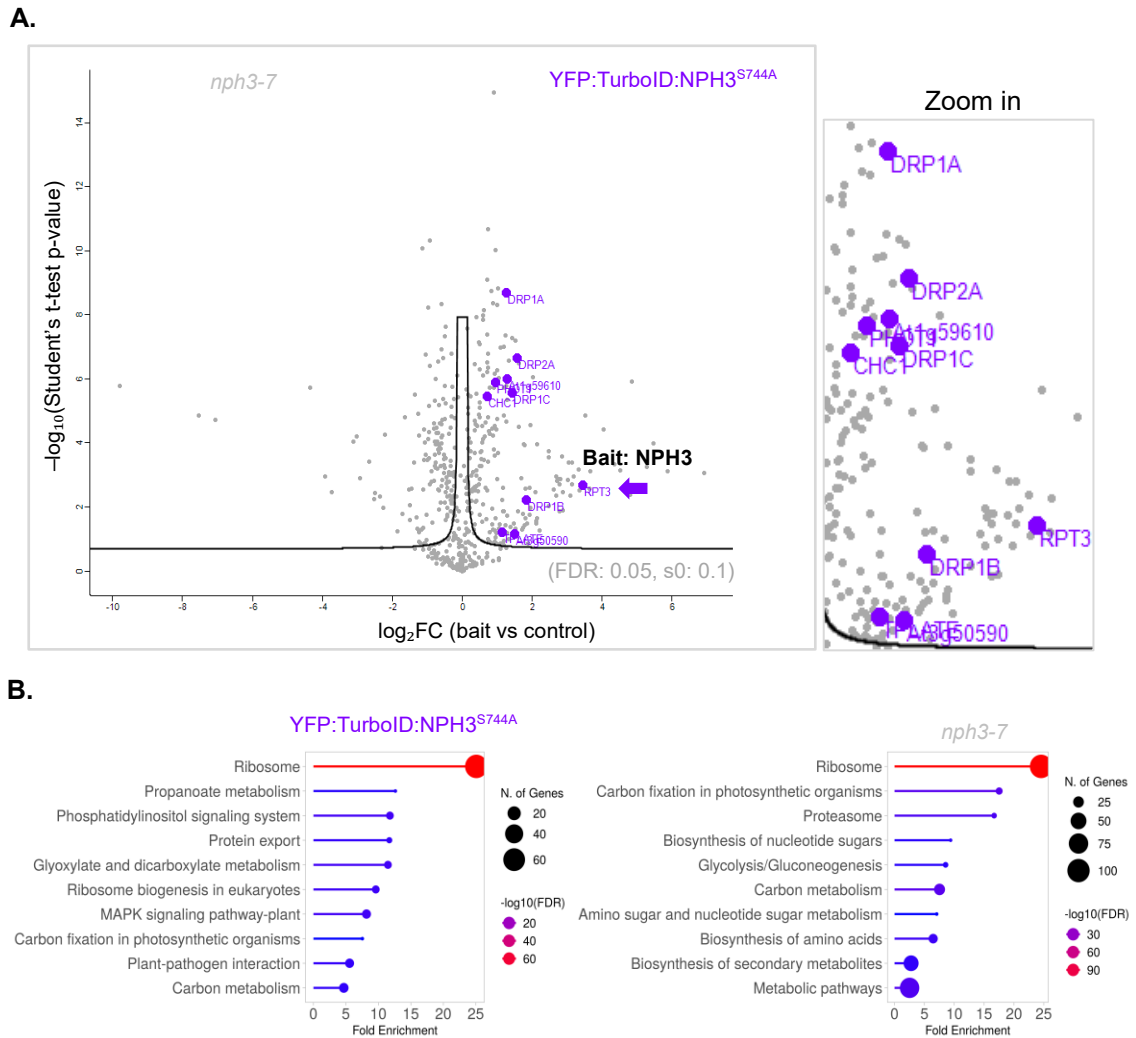 A.
nph3-7
YFP:TurboID:NPH3S744A
Zoom in
–log10(Student's t-test p-value)
14
12
10
8
6
4
2
0
DRP1A
DRP2A
At1g59610
PHOT1
DRP1C
CHC1
Bait: NPH3
RPT3
DRP1B
TPLATE
At3g50590
(FDR: 0.05, s0: 0.1)
-10
-8
-6
-4
-2
0
2
4
6
log2FC (bait vs control)
DRP1A
DRP2A
At1g59610
PHOT1
DRP1C
CHC1
RPT3
DRP1B
TPLATE
At3g50590
B.
YFP:TurboID:NPH3S744A
Ribosome
Propanoate metabolism
Phosphatidylinositol signaling system
Protein export
Glyoxylate and dicarboxylate metabolism
Ribosome biogenesis in eukaryotes
MAPK signaling pathway-plant
Carbon fixation in photosynthetic organisms
Plant-pathogen interaction
Carbon metabolism
0 5 10 15 20 25
Fold Enrichment
N. of Genes
20
40
60
-log10(FDR)
20
40
60
nph3-7
Ribosome
Carbon fixation in photosynthetic organisms
Proteasome
Biosynthesis of nucleotide sugars
Glycolysis/Gluconeogenesis
Carbon metabolism
Amino sugar and nucleotide sugar metabolism
Biosynthesis of amino acids
Biosynthesis of secondary metabolites
Metabolic pathways
0 5 10 15 20 25
Fold Enrichment
N. of Genes
25
50
75
100
-log10(FDR)
30
60
90